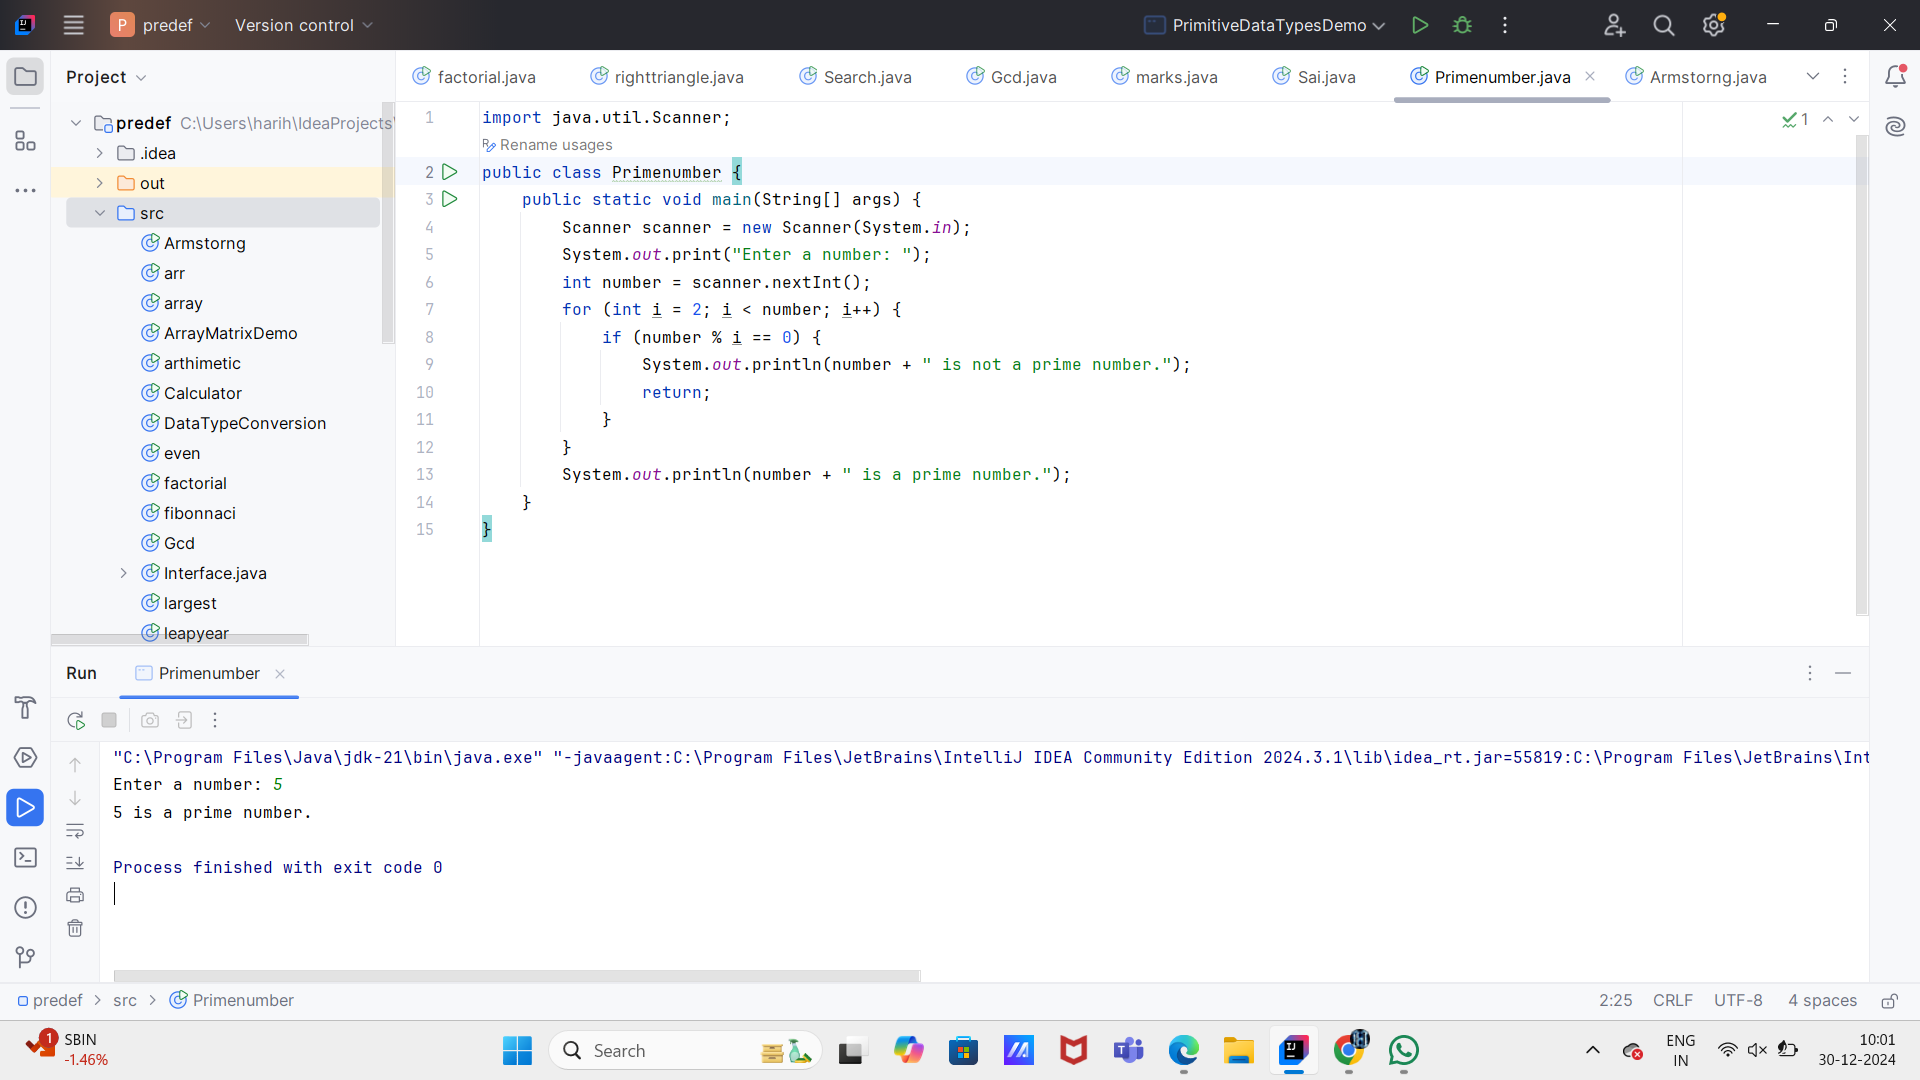 P predef Version control PrimitiveDataTypesDemo
Project factorial.java righttriangle.java Search.java Gcd.java marks.java Sai.java Primenumber.java Armstorng.java
predef C:\Users\harih\IdeaProjects\
.idea
out
src
Armstorng
arr
array
ArrayMatrixDemo
arthimetic
Calculator
DataTypeConversion
even
factorial
fibonnaci
Gcd
Interface.java
largest
leapyear
1 import java.util.Scanner;
Rename usages
2 public class Primenumber {
3 public static void main(String[] args) {
4 Scanner scanner = new Scanner(System.in);
5 System.out.print("Enter a number: ");
6 int number = scanner.nextInt();
7 for (int i = 2; i < number; i++) {
8 if (number % i == 0) {
9 System.out.println(number + " is not a prime number.");
10 return;
11 }
12 }
13 System.out.println(number + " is a prime number.");
14 }
15 }
1
Run Primenumber
"C:\Program Files\Java\jdk-21\bin\java.exe" "-javaagent:C:\Program Files\JetBrains\IntelliJ IDEA Community Edition 2024.3.1\lib\idea_rt.jar=55819:C:\Program Files\JetBrains\Int
Enter a number: 5
5 is a prime number.
Process finished with exit code 0
predef > src > Primenumber 2:25 CRLF UTF-8 4 spaces
1 SBIN
-1.46%
Search
ENG
IN
10:01
30-12-2024